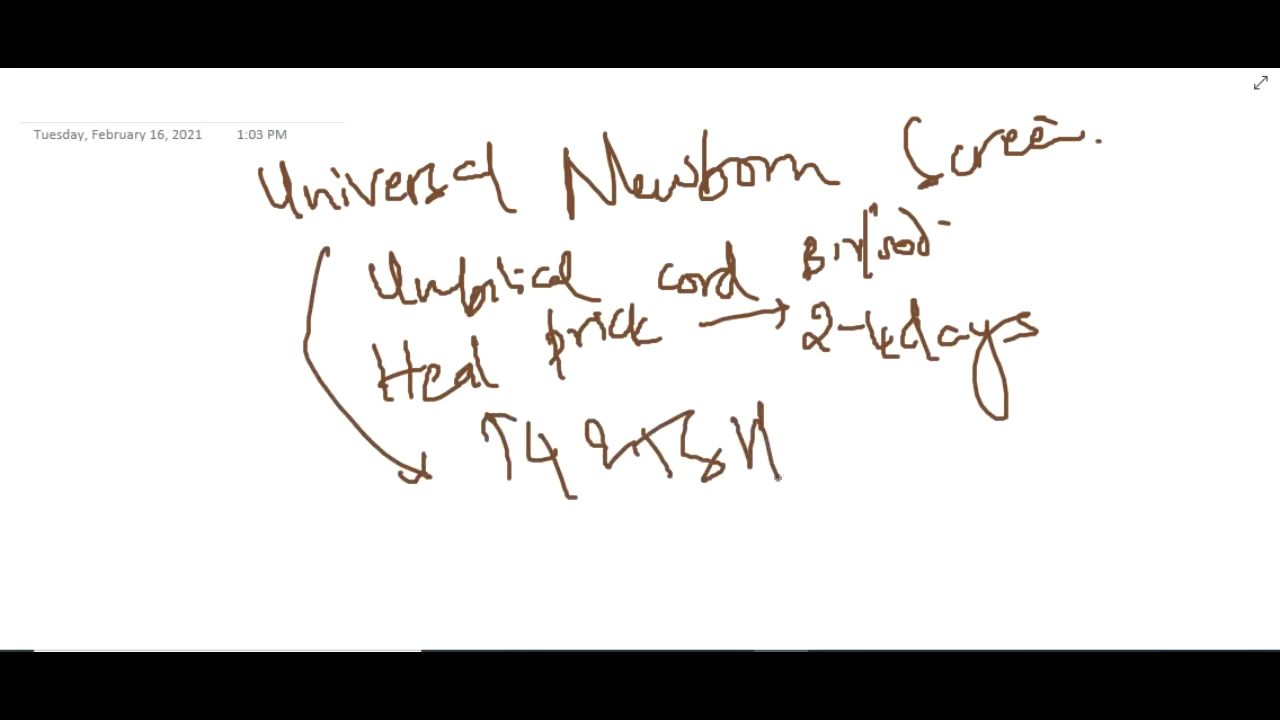 Tuesday, February 16, 2021 1:03 PM
Universal Newborn Screen.
Umbilical cord
Heal prick → 2-4 days
T4 & TSH